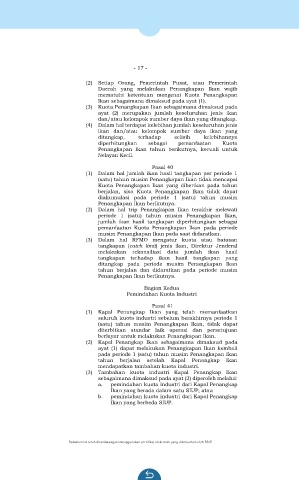 - 17 -
(2) Setiap Orang, Pemerintah Pusat, atau Pemerintah
Daerah yang melakukan Penangkapan Ikan wajib
mematuhi ketentuan mengenai Kuota Penangkapan
Ikan sebagaimana dimaksud pada ayat (1).
(3) Kuota Penangkapan Ikan sebagaimana dimaksud pada
ayat (2) merupakan jumlah keseluruhan jenis ikan
dan/atau kelompok sumber daya ikan yang ditangkap.
(4) Dalam hal terdapat kelebihan jumlah keseluruhan jenis
ikan dan/atau kelompok sumber daya ikan yang
ditangkap, terhadap selisih kelebihannya
diperhitungkan sebagai pemanfaatan Kuota
Penangkapan Ikan tahun berikutnya, kecuali untuk
Nelayan Kecil.
Pasal 40
(1) Dalam hal jumlah ikan hasil tangkapan per periode 1
(satu) tahun musim Penangkapan Ikan tidak mencapai
Kuota Penangkapan Ikan yang diberikan pada tahun
berjalan, sisa Kuota Penangkapan Ikan tidak dapat
diakumulasi pada periode 1 (satu) tahun musim
Penangkapan Ikan berikutnya.
(2) Dalam hal trip Penangkapan Ikan terakhir melewati
periode 1 (satu) tahun musim Penangkapan Ikan,
jumlah ikan hasil tangkapan diperhitungkan sebagai
pemanfaatan Kuota Penangkapan Ikan pada periode
musim Penangkapan Ikan pada saat didaratkan.
(3) Dalam hal RFMO mengatur kuota atau batasan
tangkapan (catch limit) jenis ikan, Direktur Jenderal
melakukan rekonsiliasi data jumlah ikan hasil
tangkapan terhadap ikan hasil tangkapan yang
ditangkap pada periode musim Penangkapan Ikan
tahun berjalan dan didaratkan pada periode musim
Penangkapan Ikan berikutnya.
Bagian Kedua
Pemindahan Kuota Industri
Pasal 41
(1) Kapal Penangkap Ikan yang telah memanfaatkan
seluruh kuota industri sebelum berakhirnya periode 1
(satu) tahun musim Penangkapan Ikan, tidak dapat
diterbitkan standar laik operasi dan persetujuan
berlayar untuk melakukan Penangkapan Ikan.
(2) Kapal Penangkap Ikan sebagaimana dimaksud pada
ayat (1) dapat melakukan Penangkapan Ikan kembali
pada periode 1 (satu) tahun musim Penangkapan Ikan
tahun berjalan setelah Kapal Penangkap Ikan
mendapatkan tambahan kuota industri.
(3) Tambahan kuota industri Kapal Penangkap Ikan
sebagaimana dimaksud pada ayat (2) diperoleh melalui:
a. pemindahan kuota industri dari Kapal Penangkap
Ikan yang berada dalam satu SIUP; atau
b. pemindahan kuota industri dari Kapal Penangkap
Ikan yang berbeda SIUP.